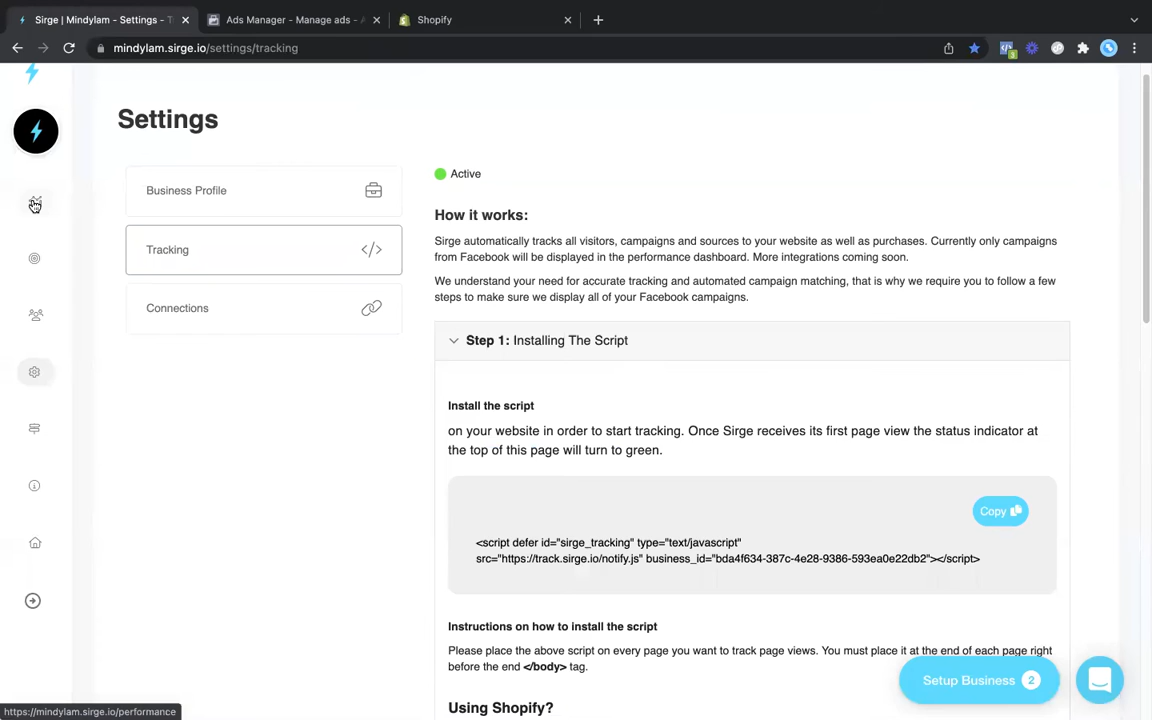 Sirge | Mindylam - Settings - T
Ads Manager - Manage ads - A
Shopify
mindylam.sirge.io/settings/tracking
3
Settings
Business Profile
Tracking
Connections
Active
How it works:
Sirge automatically tracks all visitors, campaigns and sources to your website as well as purchases. Currently only campaigns
from Facebook will be displayed in the performance dashboard. More integrations coming soon.
We understand your need for accurate tracking and automated campaign matching, that is why we require you to follow a few
steps to make sure we display all of your Facebook campaigns.
Step 1: Installing The Script
Install the script
on your website in order to start tracking. Once Sirge receives its first page view the status indicator at
the top of this page will turn to green.
Copy
<script defer id="sirge_tracking" type="text/javascript"
src="https://track.sirge.io/notify.js" business_id="bda4f634-387c-4e28-9386-593ea0e22db2"></script>
Instructions on how to install the script
Please place the above script on every page you want to track page views. You must place it at the end of each page right
before the end </body> tag.
Using Shopify?
Setup Business 2
https://mindylam.sirge.io/performance